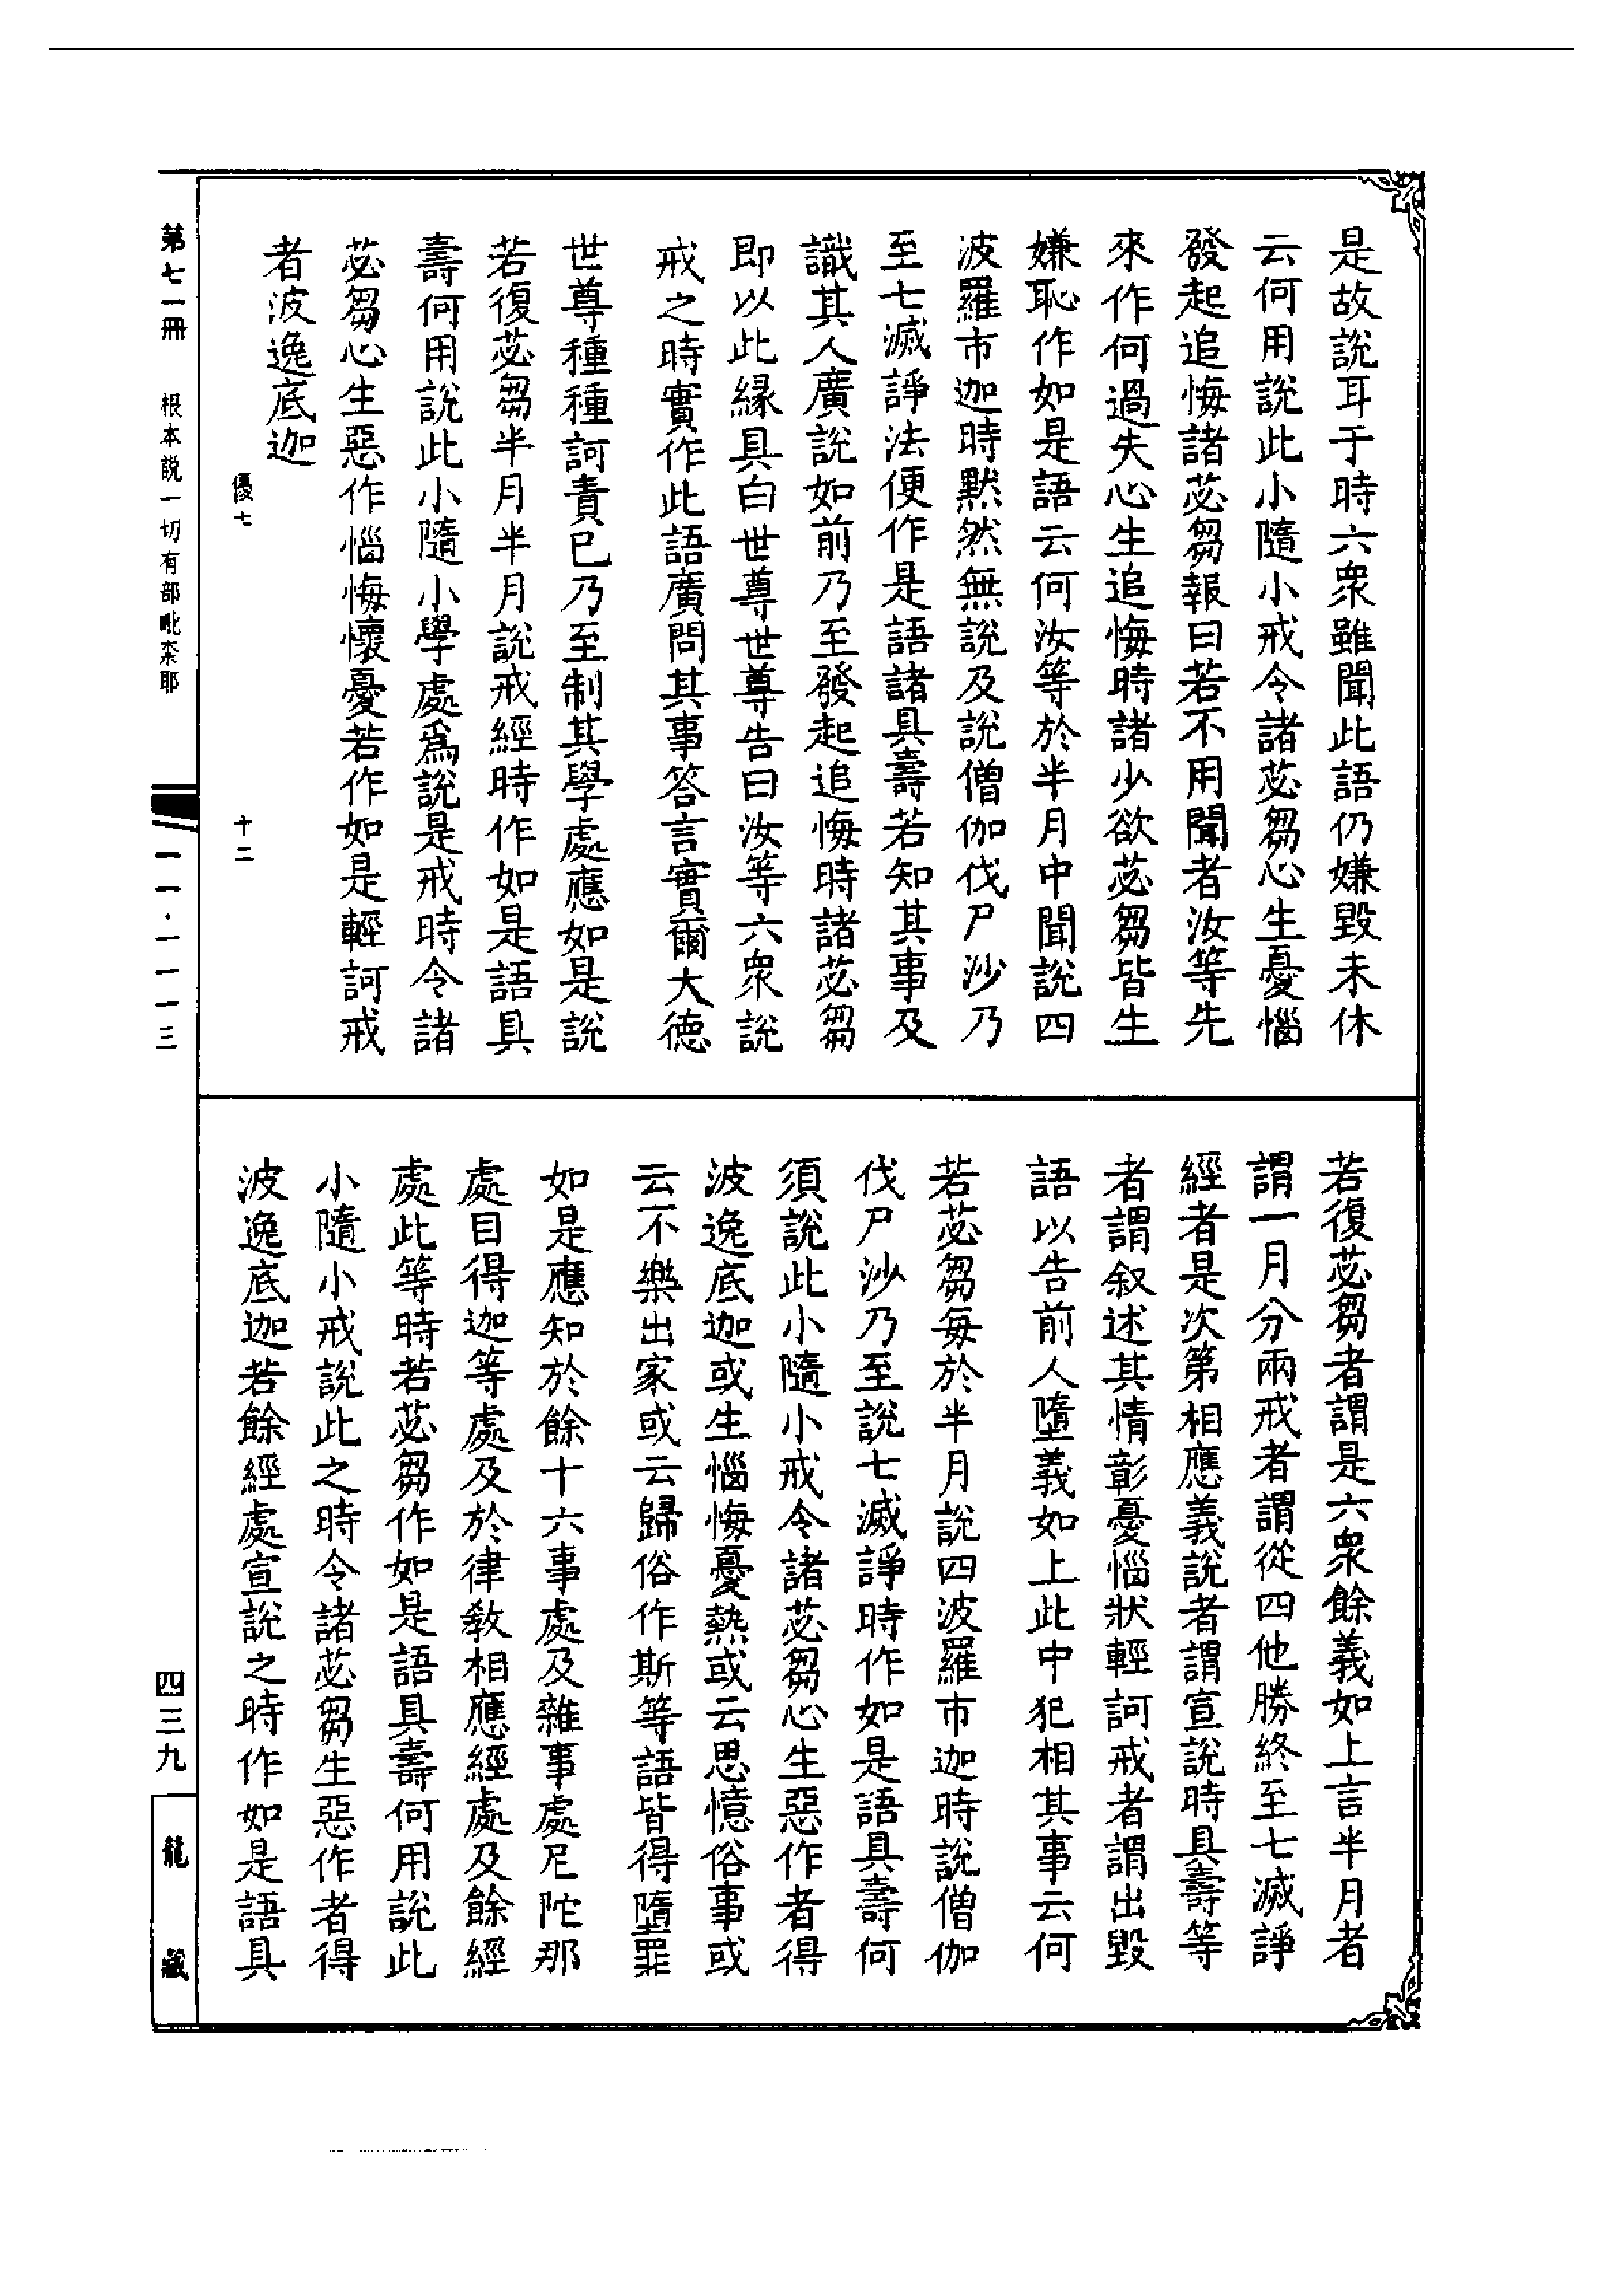 是故說耳于時六衆雖聞此語仍嫌毀未休
云何用說此小隨小戒令諸苾芻心生憂惱
發起追悔諸苾芻報曰若不用聞者汝等先
來作何過失心生追悔時諸少欲苾芻皆生
嫌恥作如是語云何汝等於半月中聞說四
波羅市迦時默然無說及說僧伽伐尸沙乃
至七滅諍法便作是語諸具壽若知其事及
識其人廣說如前乃至發起追悔時諸苾芻
即以此緣具白世尊世尊告曰汝等六衆說
戒之時實作此語廣問其事答言實爾大德
世尊種種訶責已乃至制其學處應如是說
若復苾芻半月半月說戒經時作如是語具
壽何用說此小隨小學處爲說是戒時令諸
苾芻心生惡作惱悔懷憂若作如是輕訶戒
者波逸底迦
優七 十二
若復苾芻者謂是六衆餘義如上言半月者
謂一月分兩戒者謂從四他勝終至七滅諍
經者是次第相應義說者謂宣說時具壽等
者謂叙述其情彰憂惱狀輕訶戒者謂出毀
語以告前人墮義如上此中犯相其事云何
若苾芻每於半月說四波羅市迦時說僧伽
伐尸沙乃至說七滅諍時作如是語具壽何
須說此小隨小戒令諸苾芻心生惡作者得
波逸底迦或生惱悔憂熱或云思憶俗事或
云不樂出家或云歸俗作斯等語皆得墮罪
如是應知於餘十六事處及雜事處尼陀那
處目得迦等處及於律教相應經處及餘經
處此等時若苾芻作如是語具壽何用說此
小隨小戒說此之時令諸苾芻生惡作者得
波逸底迦若餘經處宣說之時作如是語具
第七一冊 根本説一切有部毗奈耶 一一·一一一三
四三九
龍藏